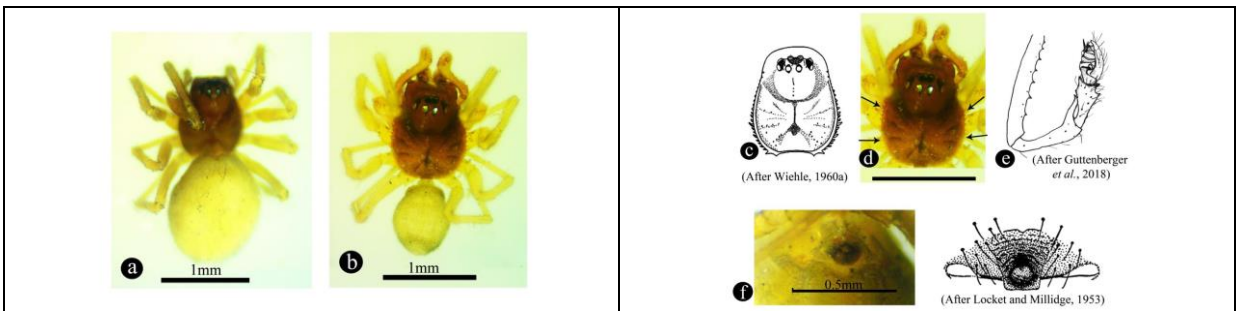 a
1mm
b
1mm
c
(After Wiehle, 1960a)
d
e
(After Guttenberger
et al., 2018)
f
0.5mm
(After Locket and Millidge, 1953)